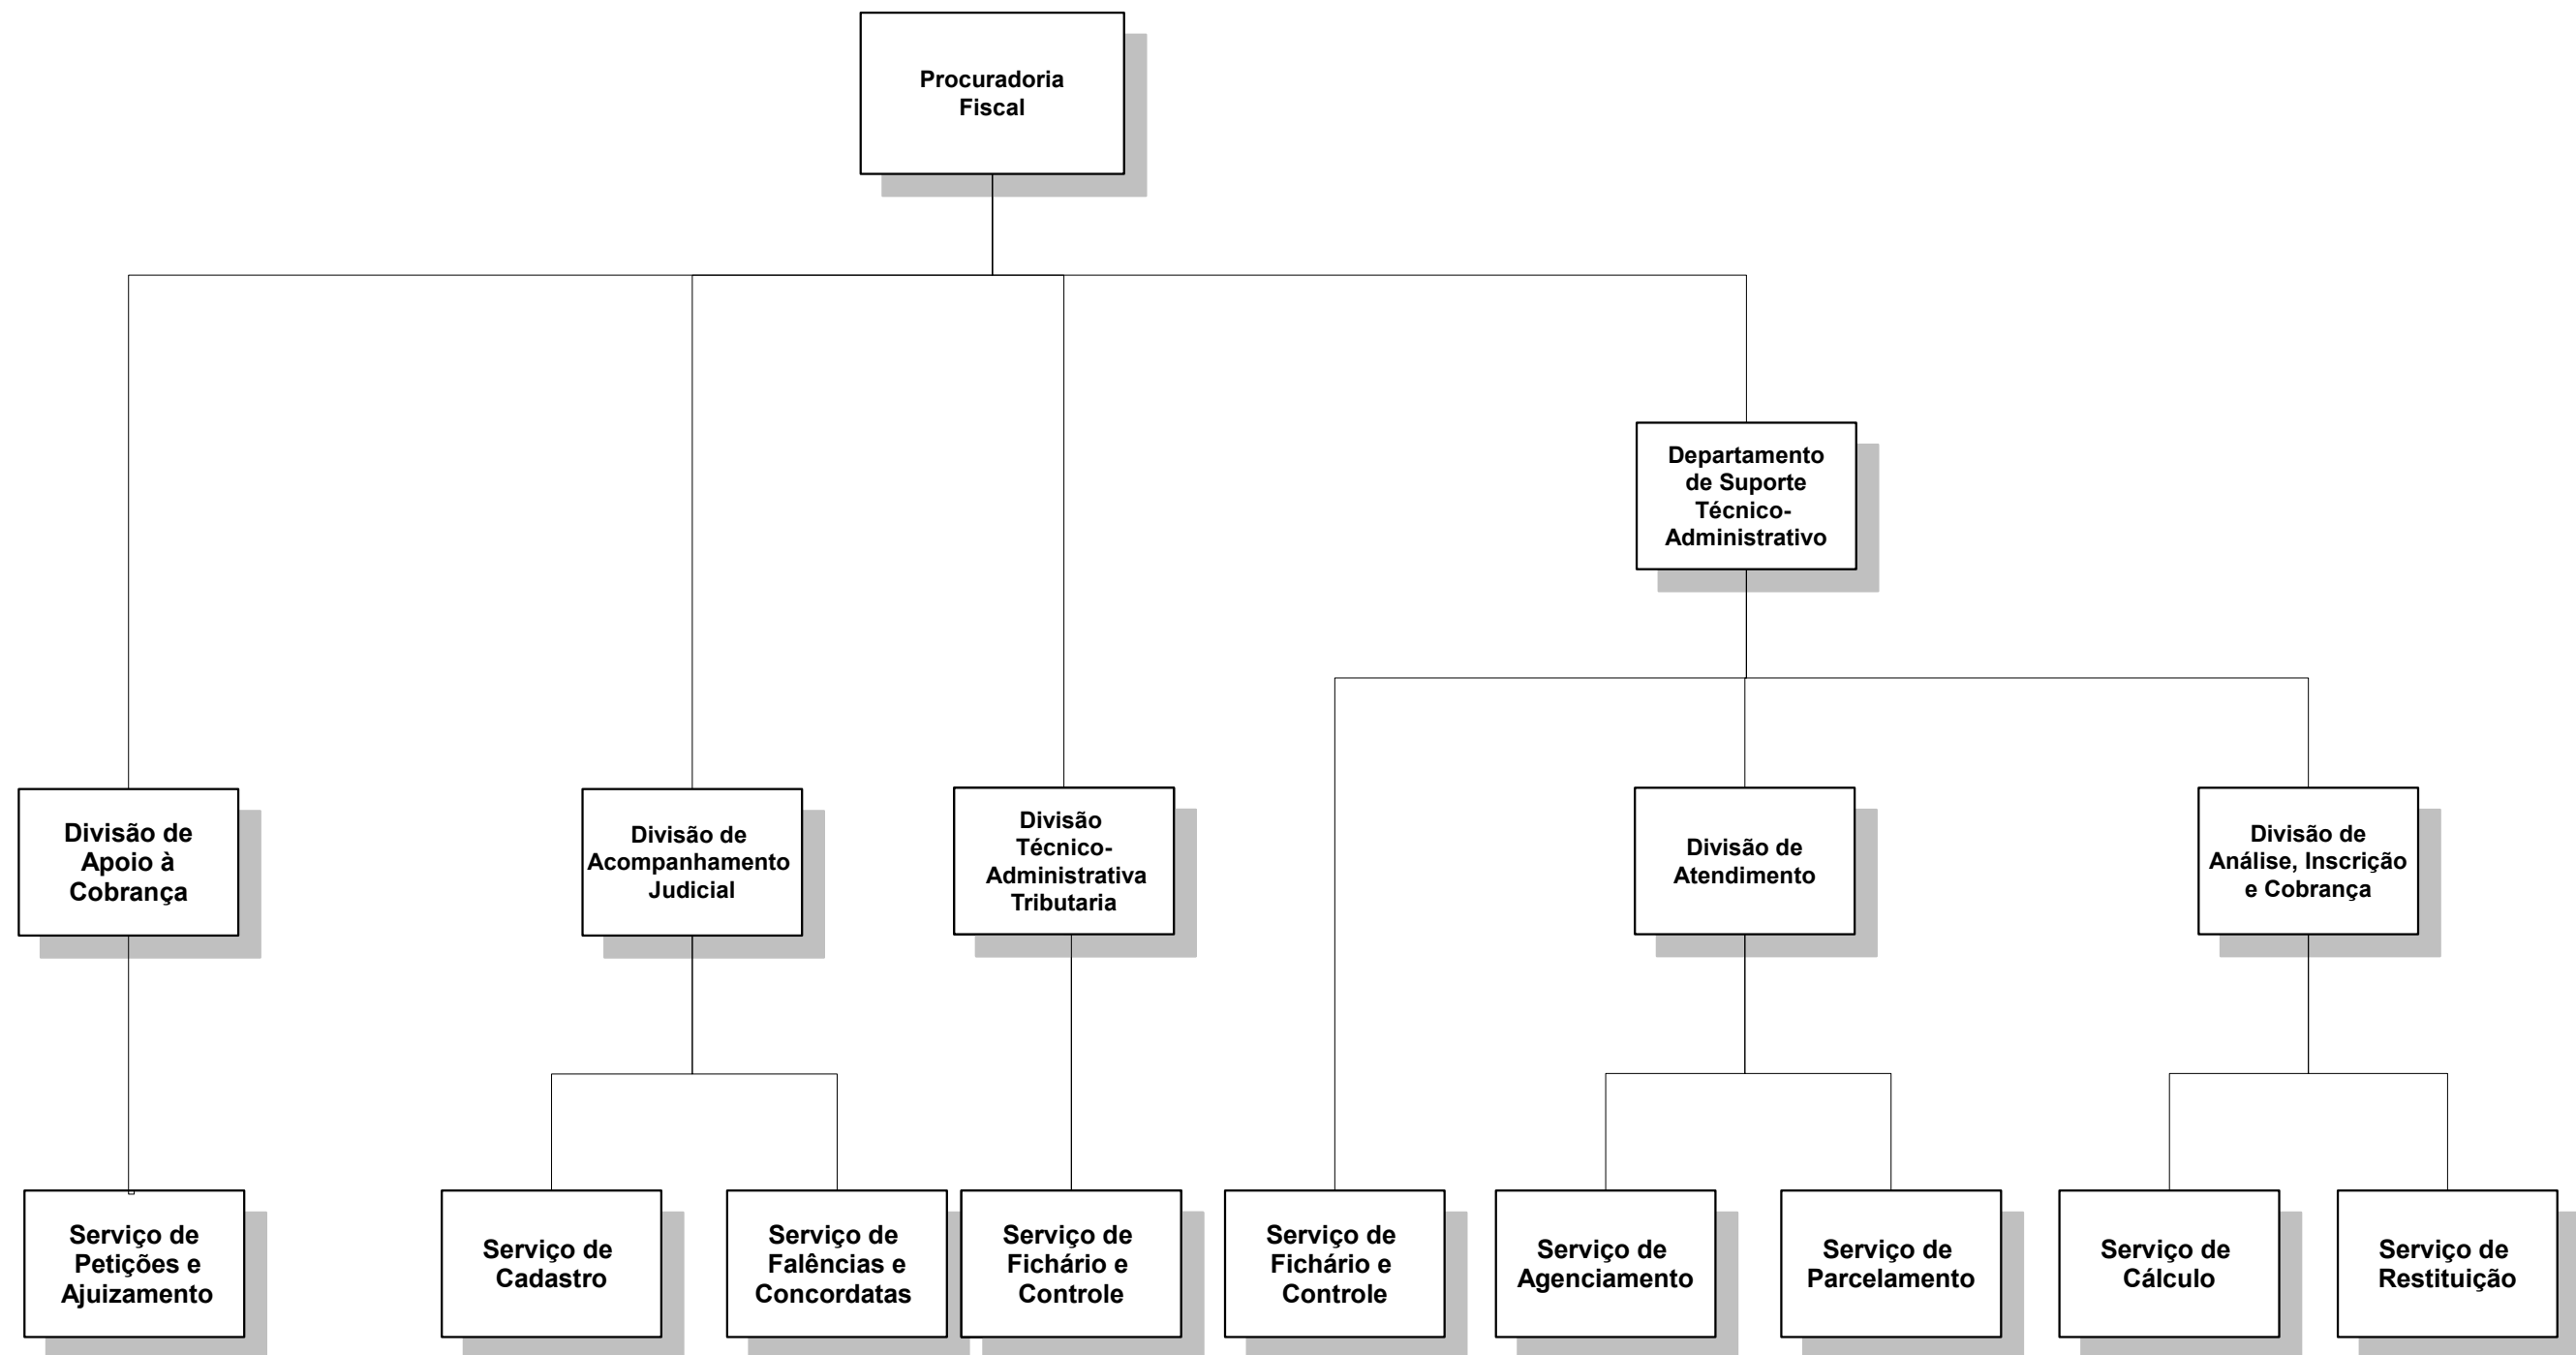 Procuradoria
Fiscal
Departamento
de Suporte
Técnico-
Administrativo
Divisão de
Apoio à
Cobrança
Divisão de
Acompanhamento
Judicial
Divisão
Técnico-
Administrativa
Tributaria
Divisão de
Atendimento
Divisão de
Análise, Inscrição
e Cobrança
Serviço de
Petições e
Ajuizamento
Serviço de
Cadastro
Serviço de
Falências e
Concordatas
Serviço de
Fichário e
Controle
Serviço de
Fichário e
Controle
Serviço de
Agenciamento
Serviço de
Parcelamento
Serviço de
Cálculo
Serviço de
Restituição